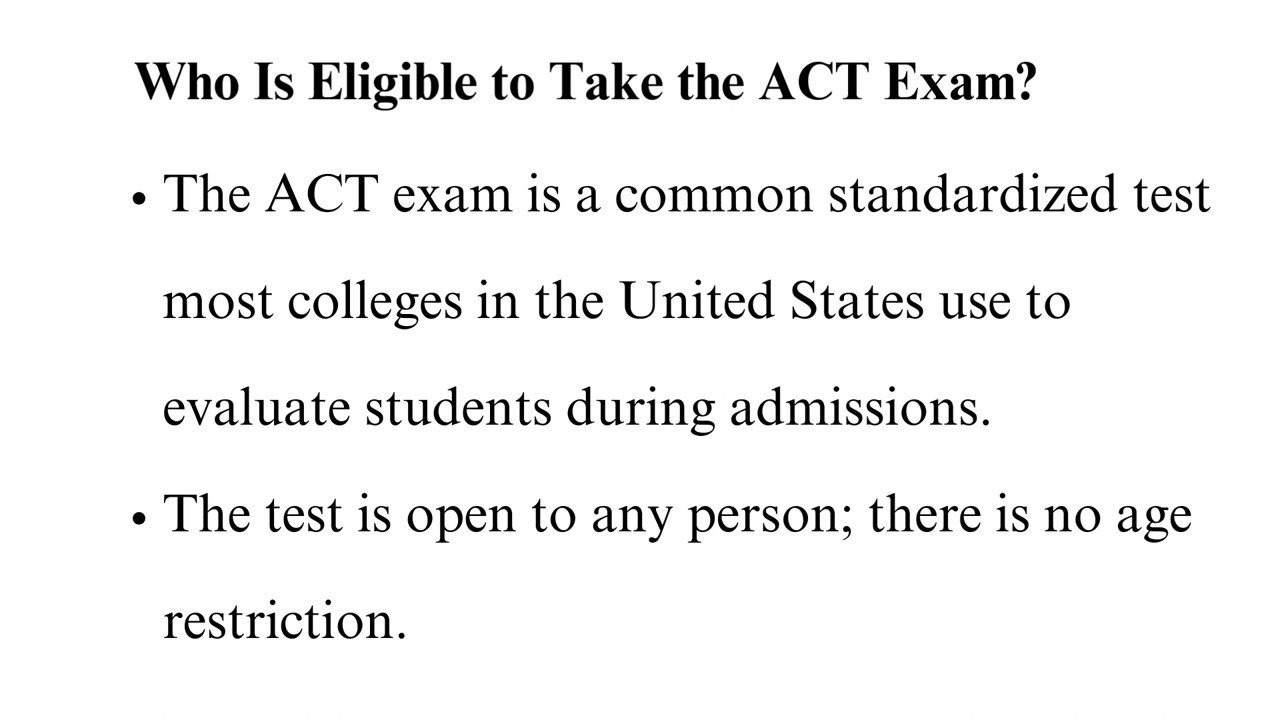 Who Is Eligible to Take the ACT Exam?
• The ACT exam is a common standardized test
most colleges in the United States use to
evaluate students during admissions.
• The test is open to any person; there is no age
restriction.